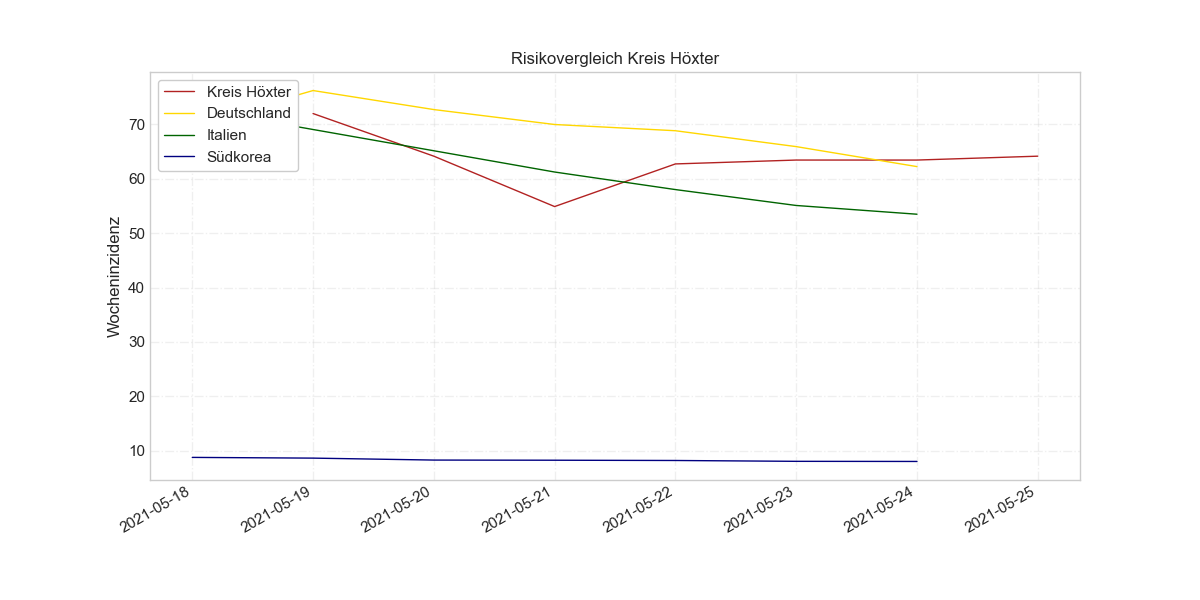 Risikovergleich Kreis Höxter
Kreis Höxter
Deutschland
Italien
Südkorea
Wocheninzidenz
70
60
50
40
30
20
10
2021-05-18
2021-05-19
2021-05-20
2021-05-21
2021-05-22
2021-05-23
2021-05-24
2021-05-25